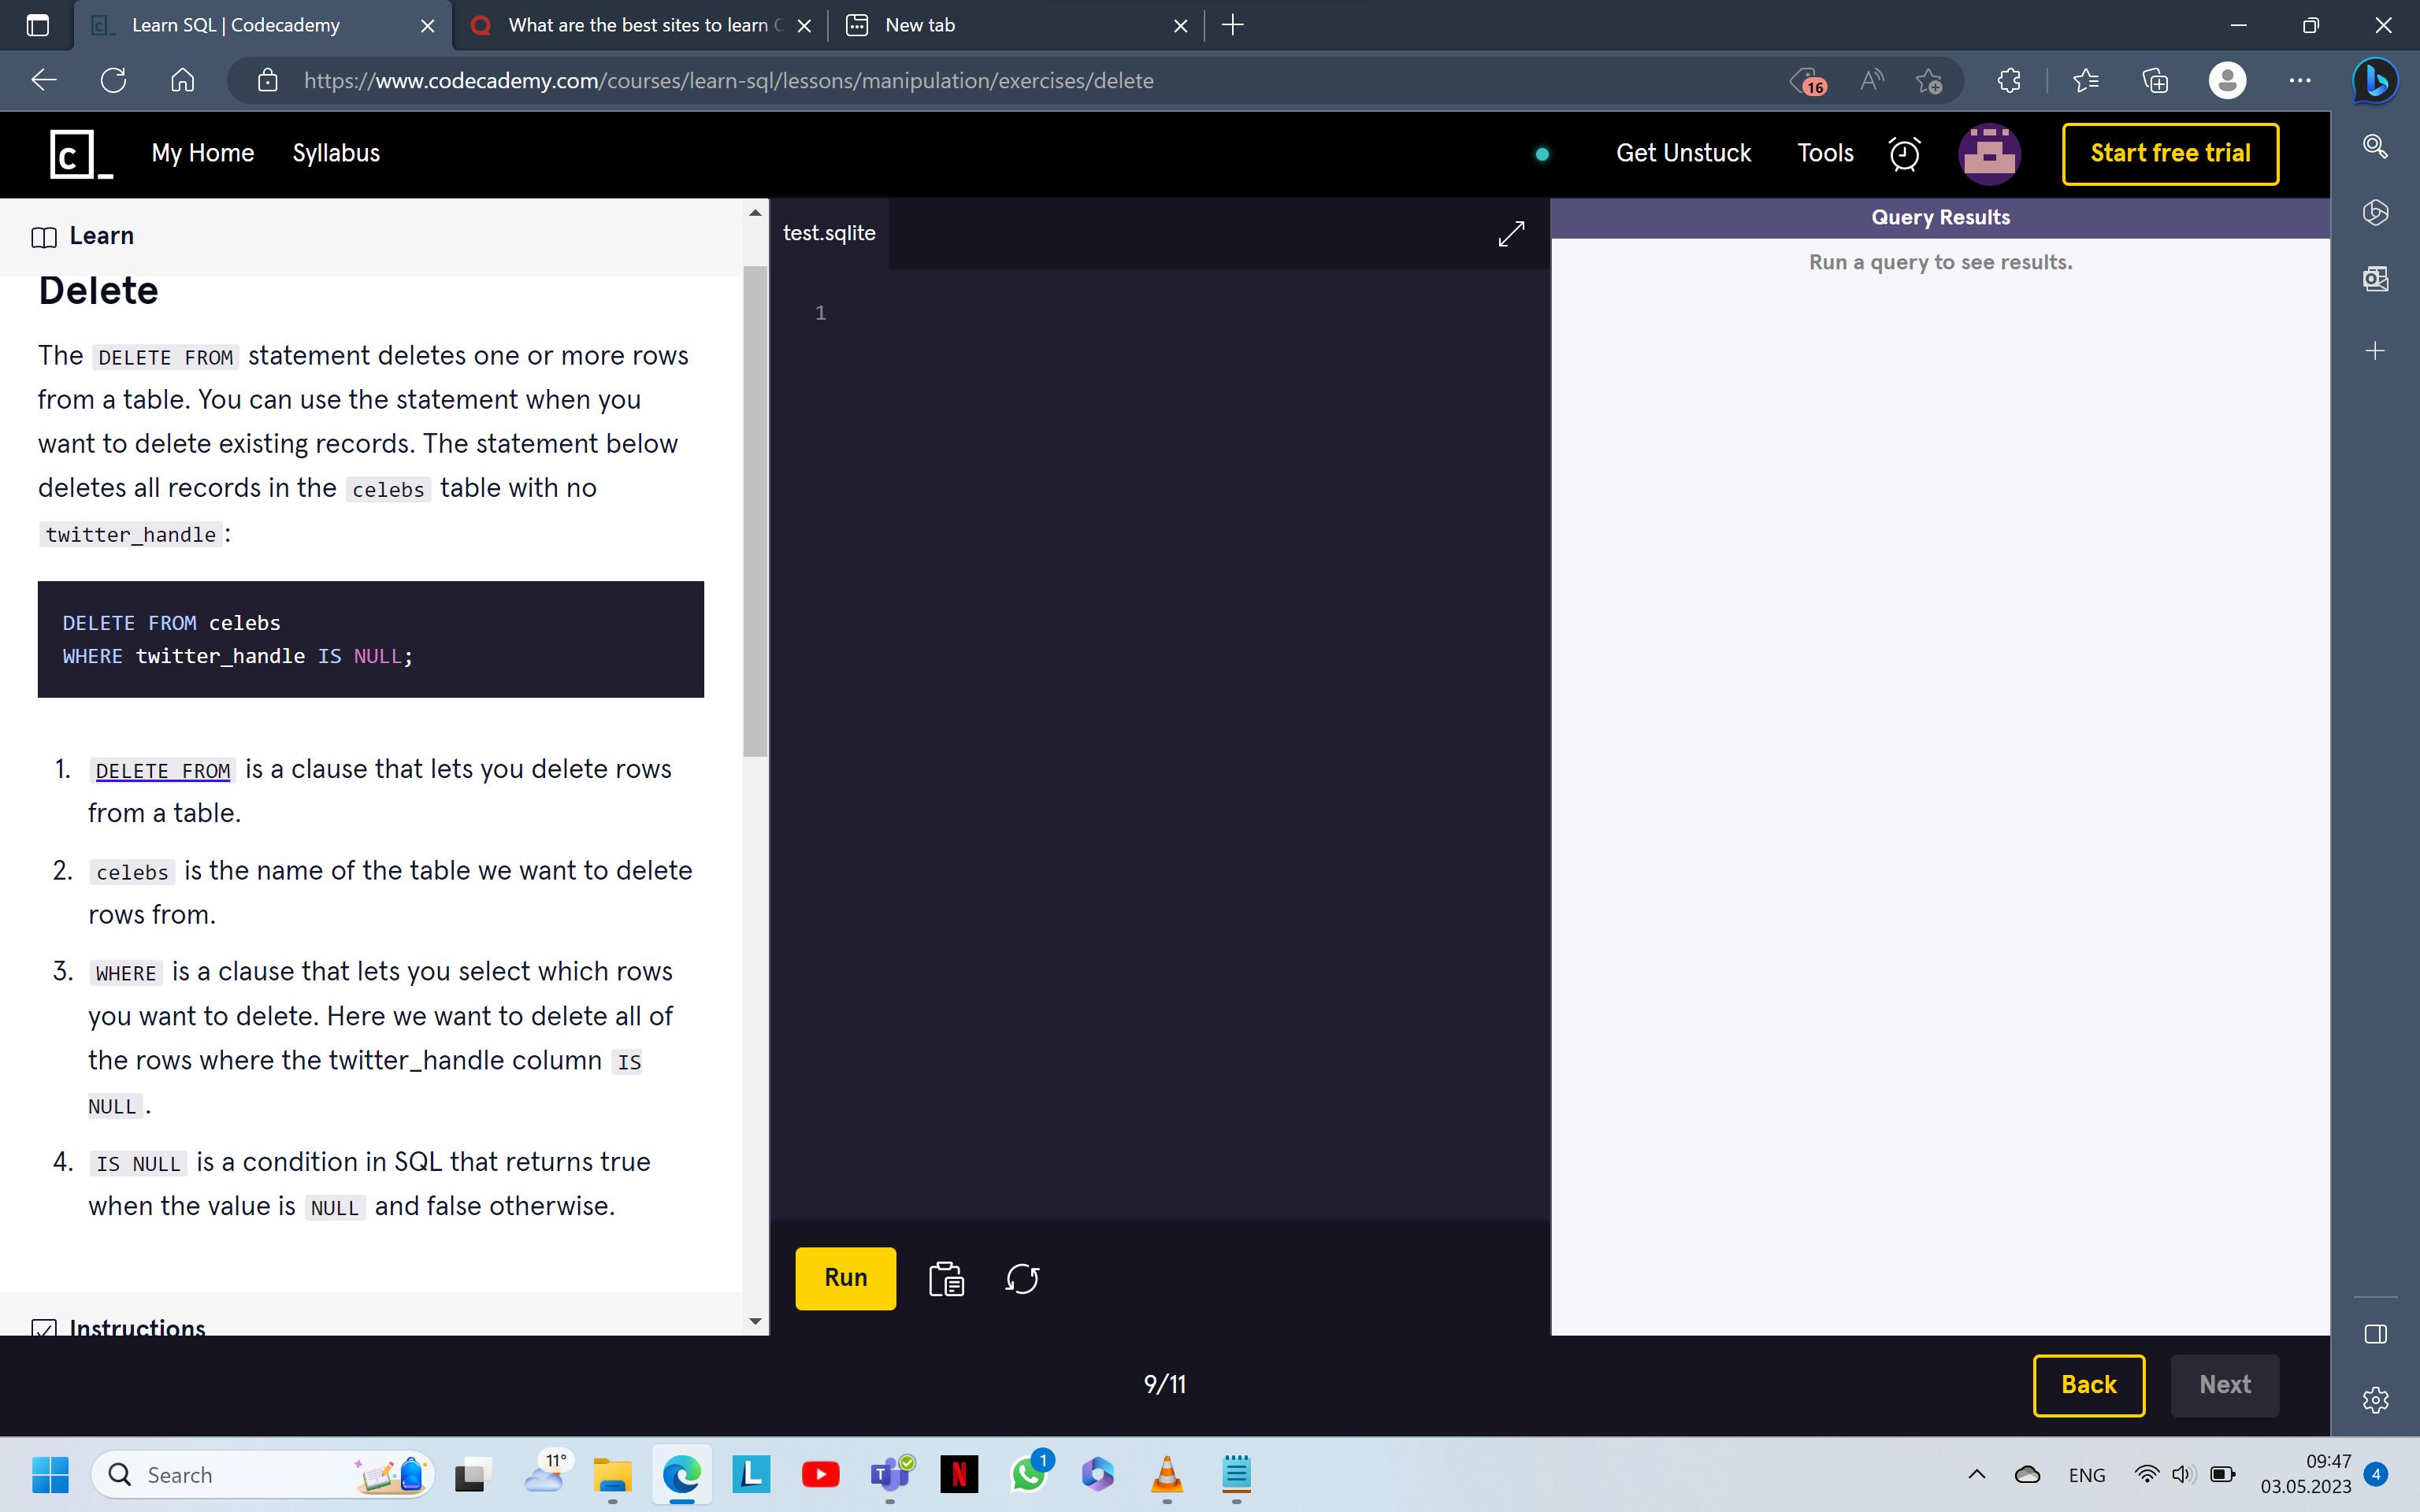 Learn SQL | Codecademy
What are the best sites to learn
New tab
https://www.codecademy.com/courses/learn-sql/lessons/manipulation/exercises/delete
16
My Home
Syllabus
Get Unstuck
Tools
Start free trial
Learn
Delete
The DELETE FROM statement deletes one or more rows
from a table. You can use the statement when you
want to delete existing records. The statement below
deletes all records in the celebs table with no
twitter_handle:
DELETE FROM celebs
WHERE twitter_handle IS NULL;
1. DELETE FROM is a clause that lets you delete rows
from a table.
2. celebs is the name of the table we want to delete
rows from.
3. WHERE is a clause that lets you select which rows
you want to delete. Here we want to delete all of
the rows where the twitter_handle column IS
NULL.
4. IS NULL is a condition in SQL that returns true
when the value is NULL and false otherwise.
Instructions
test.sqlite
1
Run
Query Results
Run a query to see results.
9/11
Back
Next
Search
11°
1
ENG
09:47
03.05.2023
4